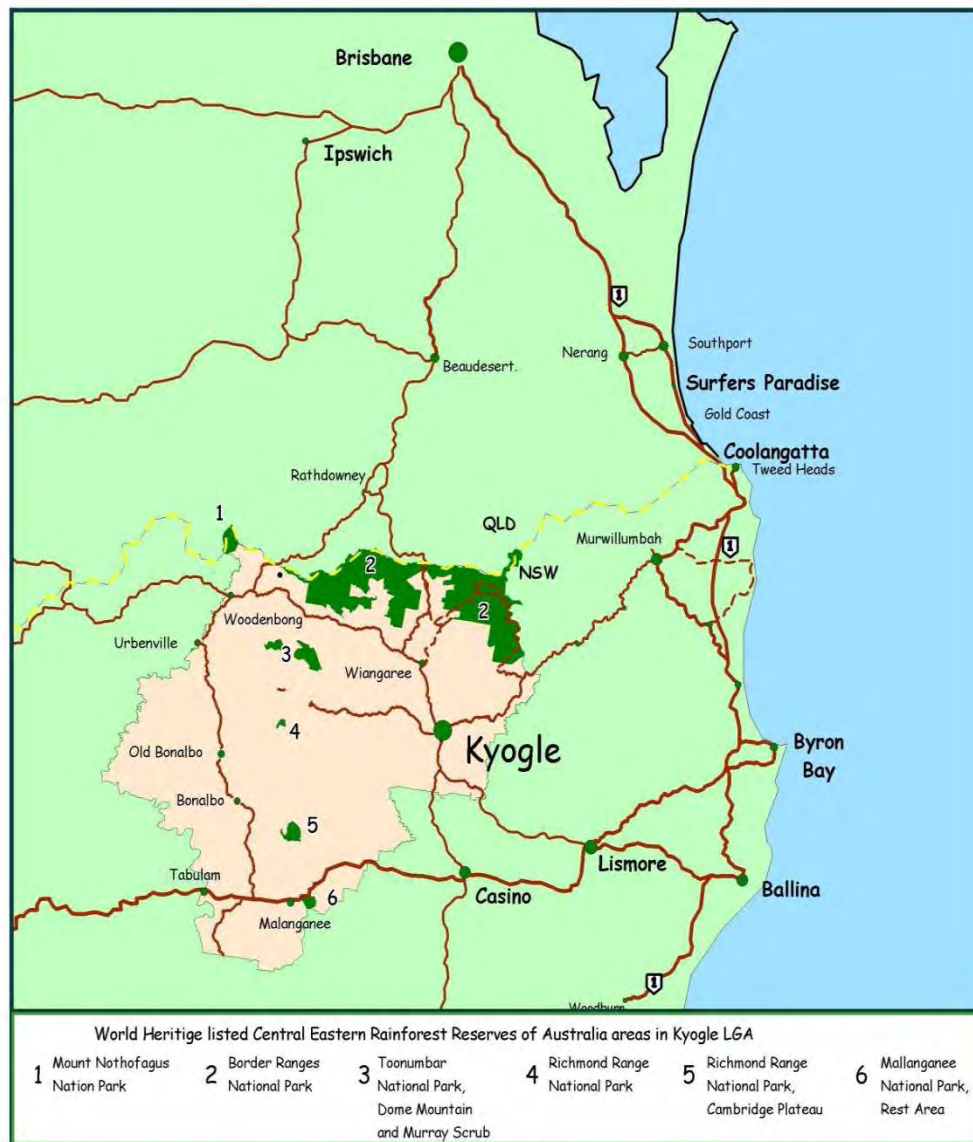 Brisbane
Ipswich
1
Southport
Nerang
Beaudesert.
Surfers Paradise
Gold Coast
Coolangatta
Tweed Heads
Rathdowney
1
QLD
Murwillumbah
1
2
NSW
2
Woodenbong
Urbenville
3
Wiangaree
4
Kyogle
Old Bonalbo
Byron
Bay
Bonalbo
5
Lismore
Tabulam
Casino
Ballina
6
Malanganee
1
Woodburn
World Heritige listed Central Eastern Rainforest Reserves of Australia areas in Kyogle LGA
1 Mount Nothofagus
Nation Park
2 Border Ranges
National Park
3 Toonumbar
National Park,
Dome Mountain
and Murray Scrub
4 Richmond Range
National Park
5 Richmond Range
National Park,
Cambridge Plateau
6 Mallanganee
National Park,
Rest Area